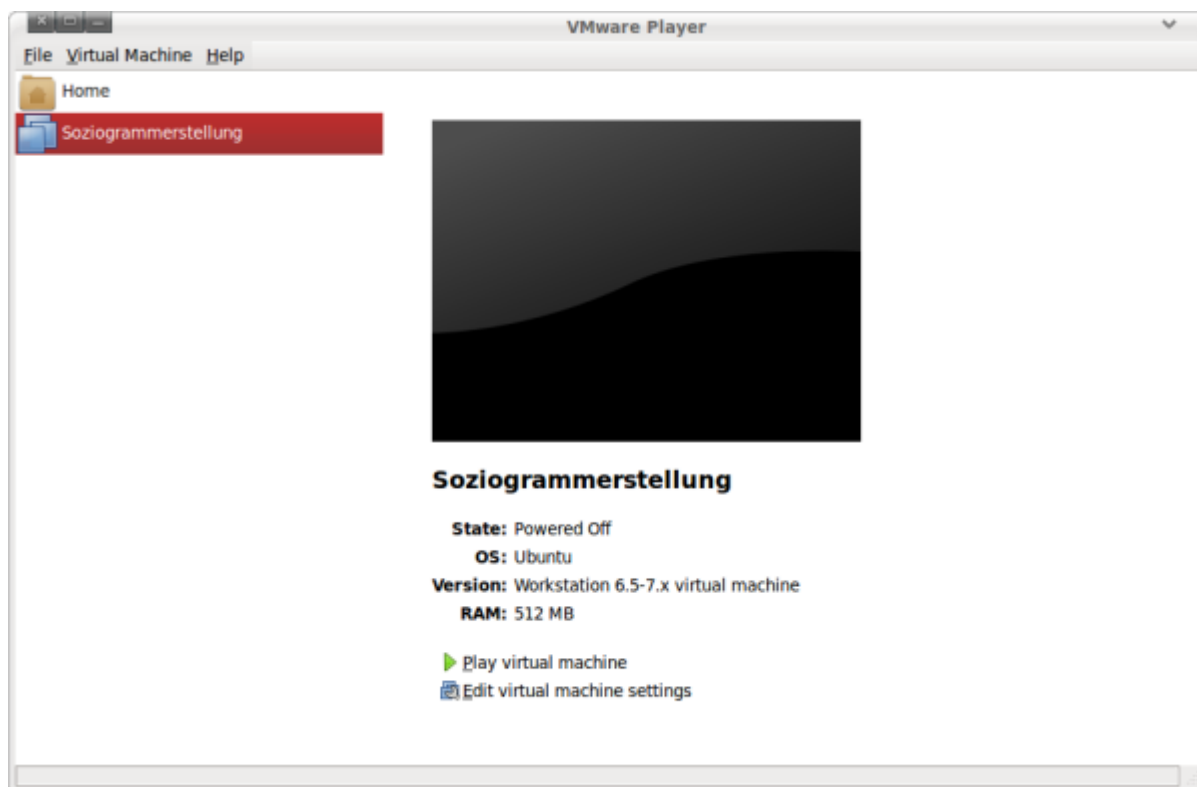 VMware Player
File Virtual Machine Help
Home
Soziogrammerstellung
Soziogrammerstellung
State: Powered Off
OS: Ubuntu
Version: Workstation 6.5-7.x virtual machine
RAM: 512 MB
Play virtual machine
Edit virtual machine settings